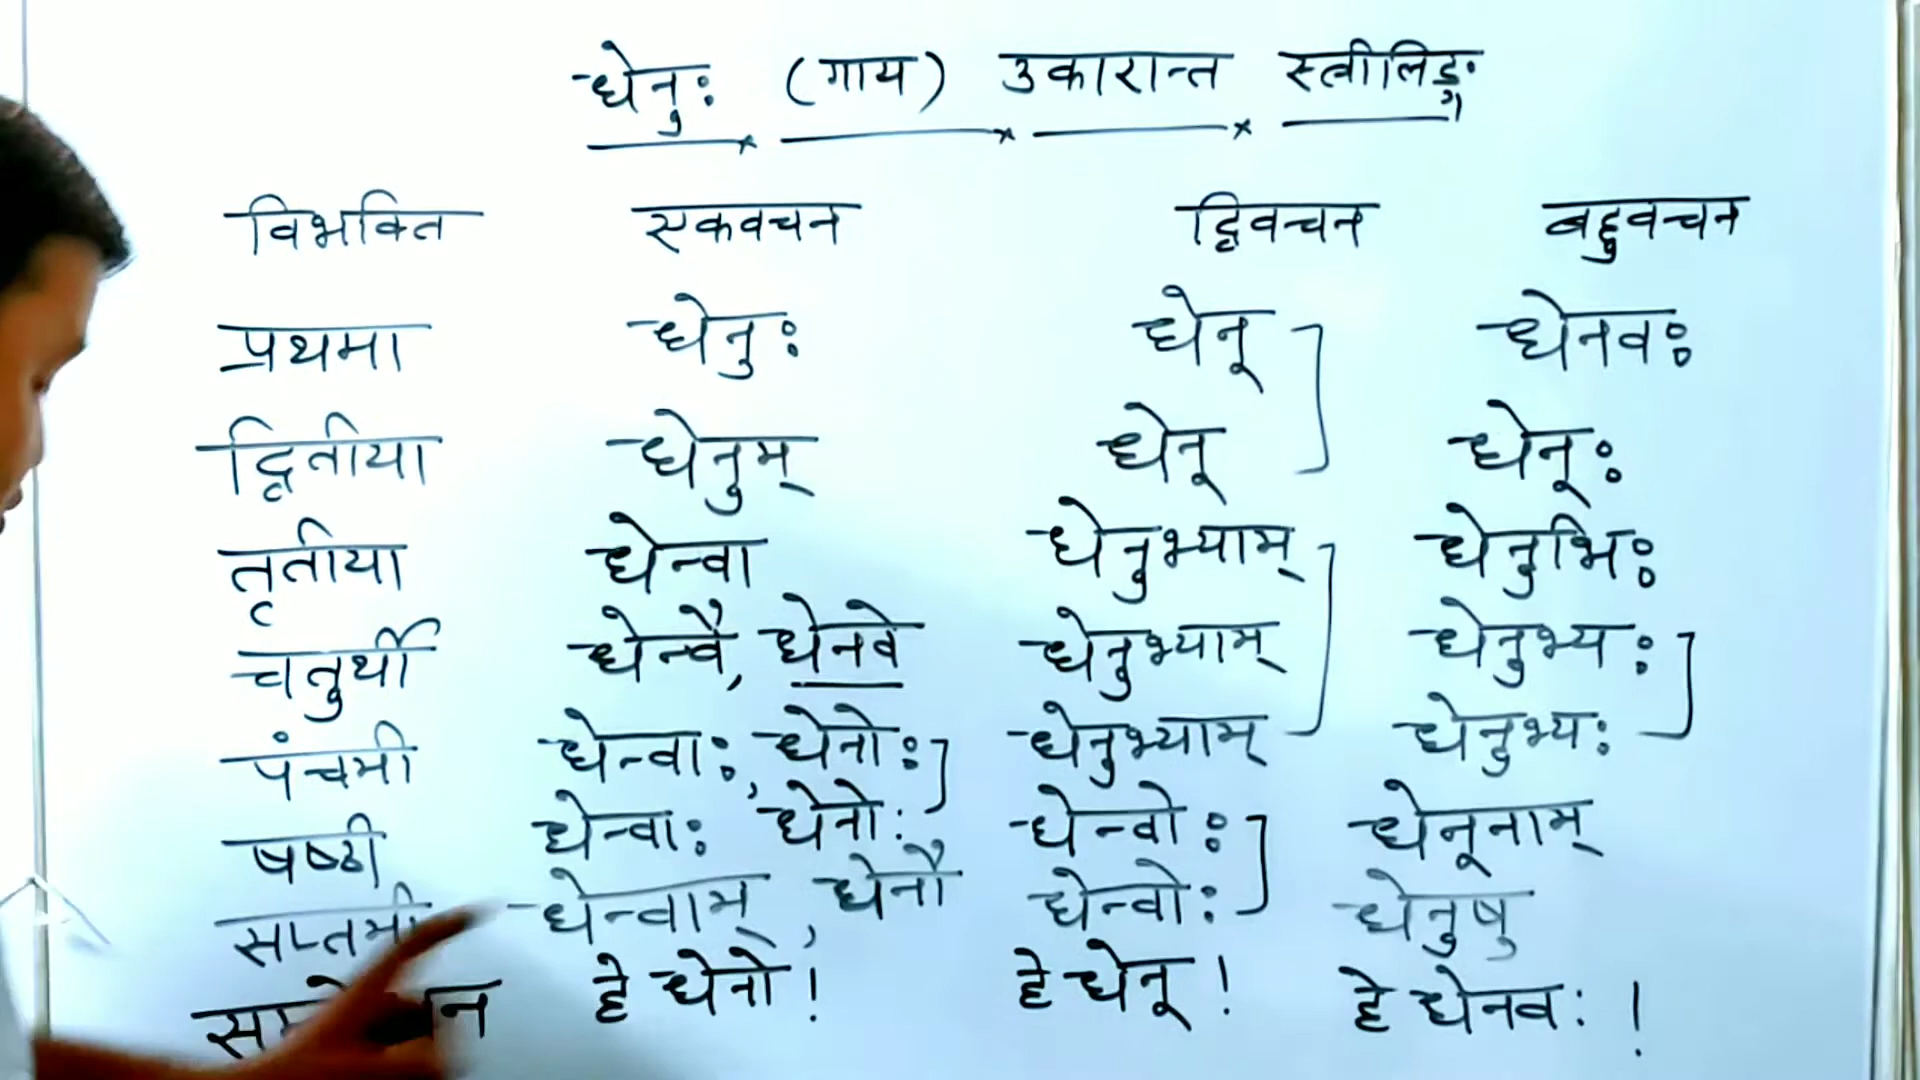 धेनुः (गाय) उकारान्त स्त्रीलिङ्ग
विभक्ति एकवचन द्विवचन बहुवचन
प्रथमा धेनुः धेनू धेनवः
द्वितीया धेनुम् धेनू धेनूः
तृतीया धेन्वा धेनुभ्याम् धेनुभिः
चतुर्थी धेन्वै, धेनवे धेनुभ्याम् धेनुभ्यः
पंचमी धेन्वाः, धेनोः धेनुभ्याम् धेनुभ्यः
षष्ठी धेन्वाः धेनोः धेन्वोः धेनूनाम्
सप्तमी धेन्वाम्, धेनौ धेन्वोः धेनुषु
हे धेनो! हे धेनू! हे धेनवः!